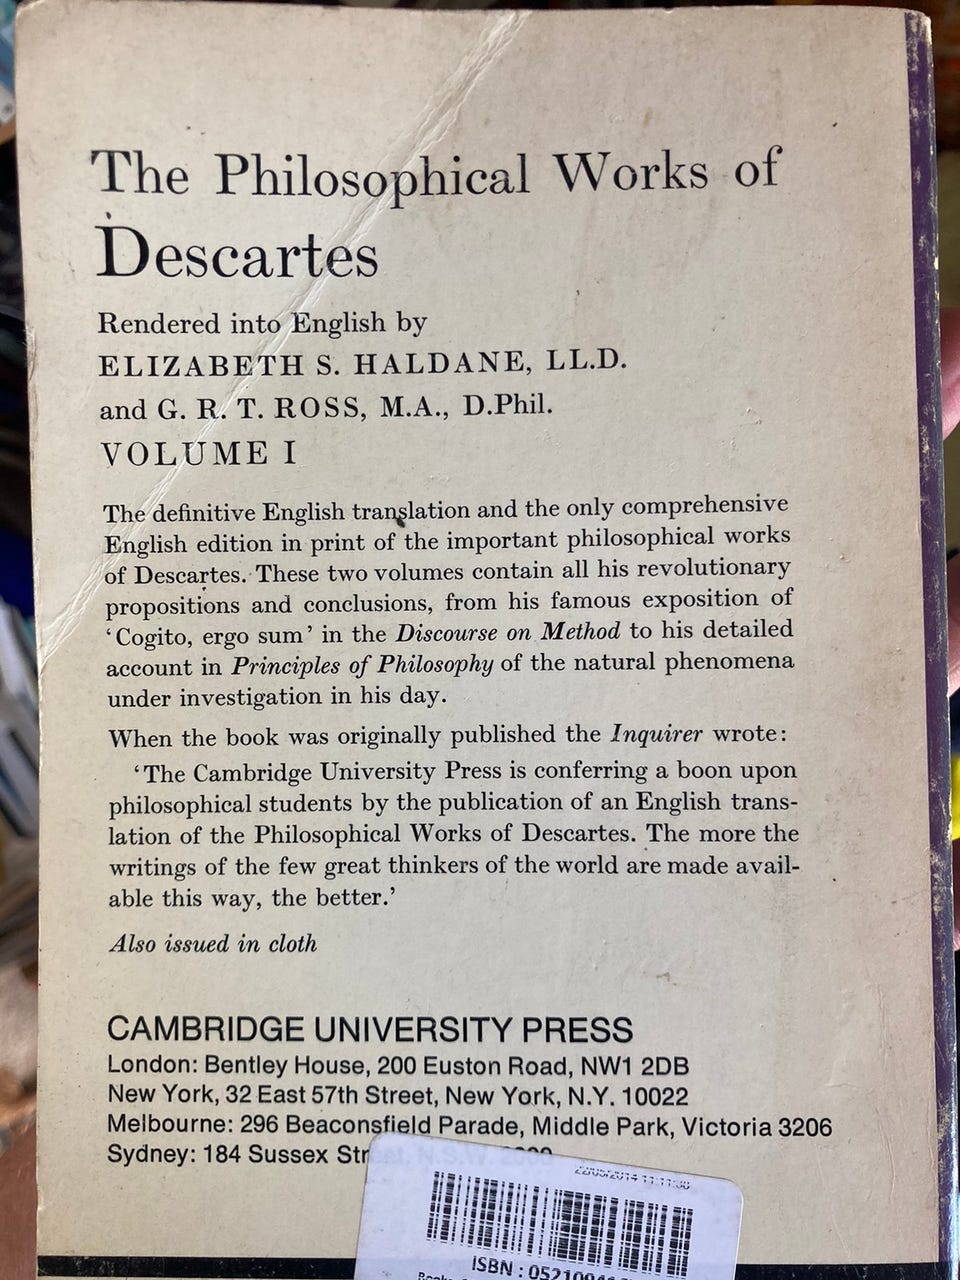 The Philosophical Works of
Descartes
Rendered into English by
ELIZABETH S. HALDANE, LL.D.
and G. R. T. ROSS, M.A., D.Phil.
VOLUME I
The definitive English translation and the only comprehensive
English edition in print of the important philosophical works
of Descartes. These two volumes contain all his revolutionary
propositions and conclusions, from his famous exposition of
‘Cogito, ergo sum’ in the Discourse on Method to his detailed
account in Principles of Philosophy of the natural phenomena
under investigation in his day.
When the book was originally published the Inquirer wrote:
‘The Cambridge University Press is conferring a boon upon
philosophical students by the publication of an English trans-
lation of the Philosophical Works of Descartes. The more the
writings of the few great thinkers of the world are made avail-
able this way, the better.’
Also issued in cloth
CAMBRIDGE UNIVERSITY PRESS
London: Bentley House, 200 Euston Road, NW1 2DB
New York, 32 East 57th Street, New York, N.Y. 10022
Melbourne: 296 Beaconsfield Parade, Middle Park, Victoria 3206
Sydney: 184 Sussex Street, N.S.W. 2000
ISBN :